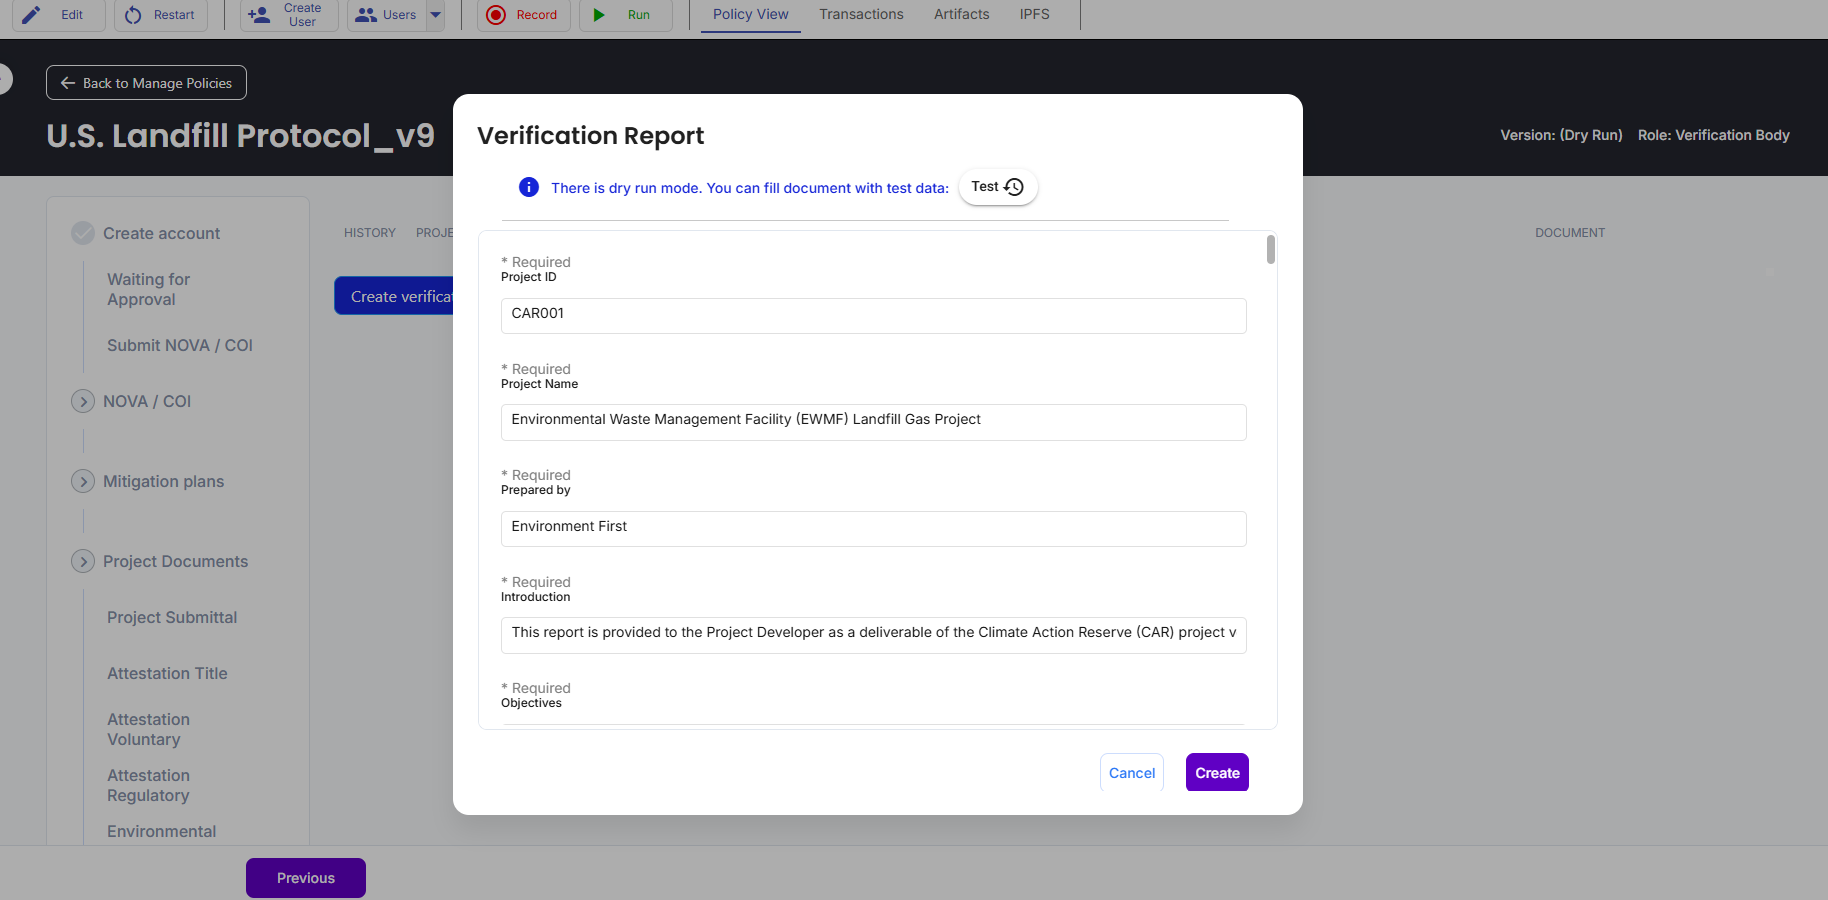 Edit
Restart
Create
User
Users
Record
Run
Policy View
Transactions
Artifacts
IPFS
Back to Manage Policies
U.S. Landfill Protocol_v9
Version: (Dry Run)
Role: Verification Body
Create account
Waiting for
Approval
Submit NOVA / COI
NOVA / COI
Mitigation plans
Project Documents
Project Submittal
Attestation Title
Attestation
Voluntary
Attestation
Regulatory
Environmental
HISTORY
DOCUMENT
Create
Verification Report
There is dry run mode. You can fill document with test data:
Test
* Required
Project ID
CAR001
* Required
Project Name
Environmental Waste Management Facility (EWMF) Landfill Gas Project
* Required
Prepared by
Environment First
* Required
Introduction
This report is provided to the Project Developer as a deliverable of the Climate Action Reserve (CAR) project v
* Required
Objectives
Cancel
Create
Previous